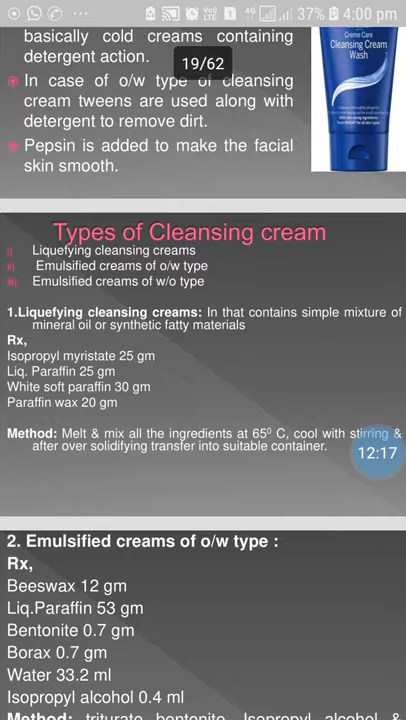 37% 4:00 pm
basically cold creams containing
detergent action.
19/62
In case of o/w type of cleansing
cream tweens are used along with
detergent to remove dirt.
Pepsin is added to make the facial
skin smooth.
Creme Care
Cleansing Cream
Wash
Types of Cleansing cream
i) Liquefying cleansing creams
ii) Emulsified creams of o/w type
iii) Emulsified creams of w/o type
1.Liquefying cleansing creams: In that contains simple mixture of
mineral oil or synthetic fatty materials
Rx,
Isopropyl myristate 25 gm
Liq. Paraffin 25 gm
White soft paraffin 30 gm
Paraffin wax 20 gm
Method: Melt & mix all the ingredients at 65⁰ C, cool with stirring &
after over solidifying transfer into suitable container.
12:17
2. Emulsified creams of o/w type :
Rx,
Beeswax 12 gm
Liq.Paraffin 53 gm
Bentonite 0.7 gm
Borax 0.7 gm
Water 33.2 ml
Isopropyl alcohol 0.4 ml
Method: triturate bentonite, Isopropyl alcohol &